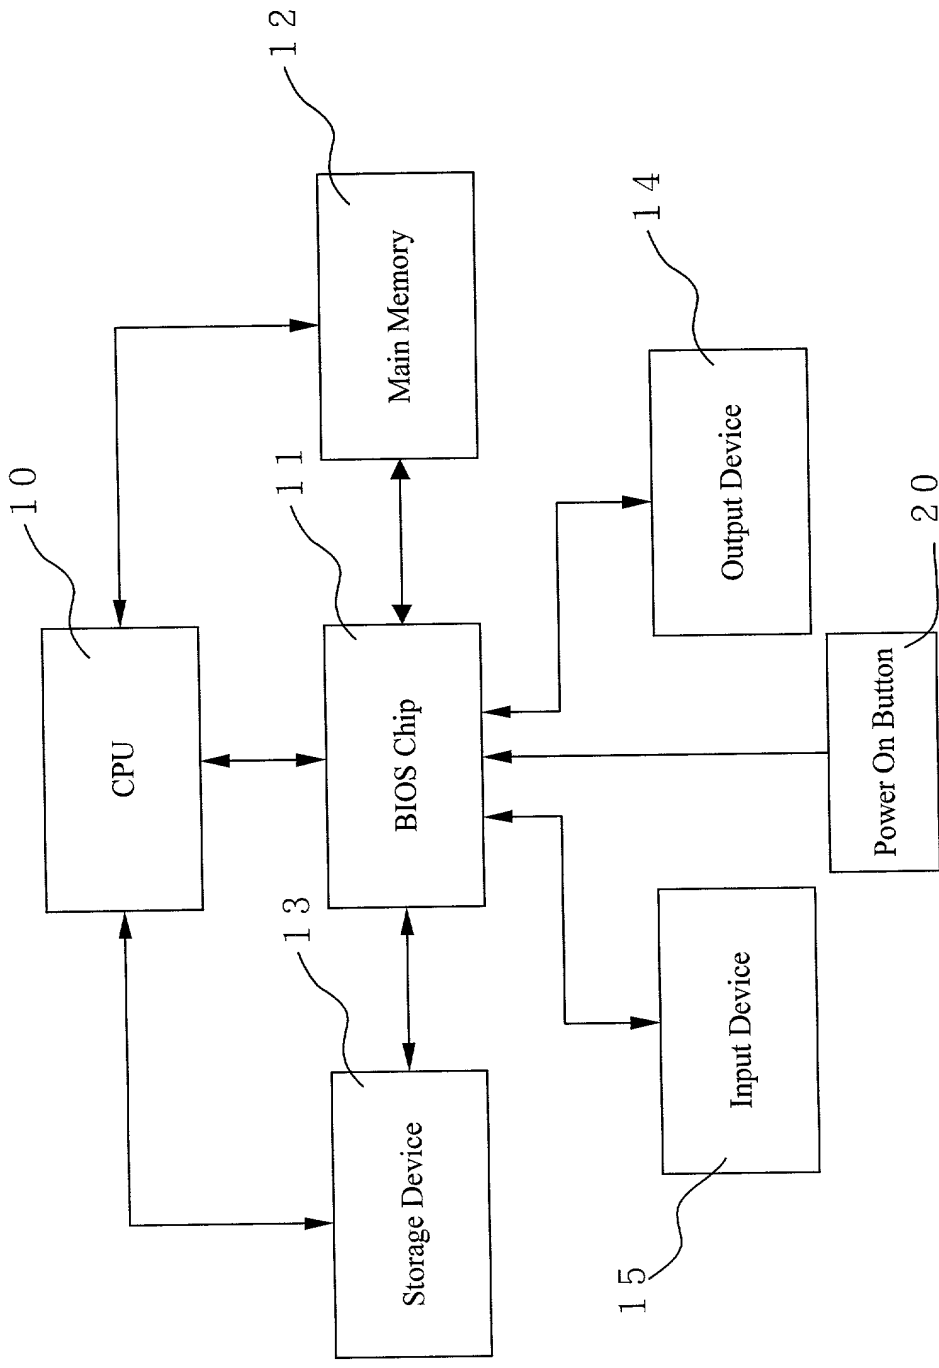 10
CPU
12
Main Memory
11
BIOS Chip
13
Storage Device
14
Output Device
20
Power On Button
15
Input Device